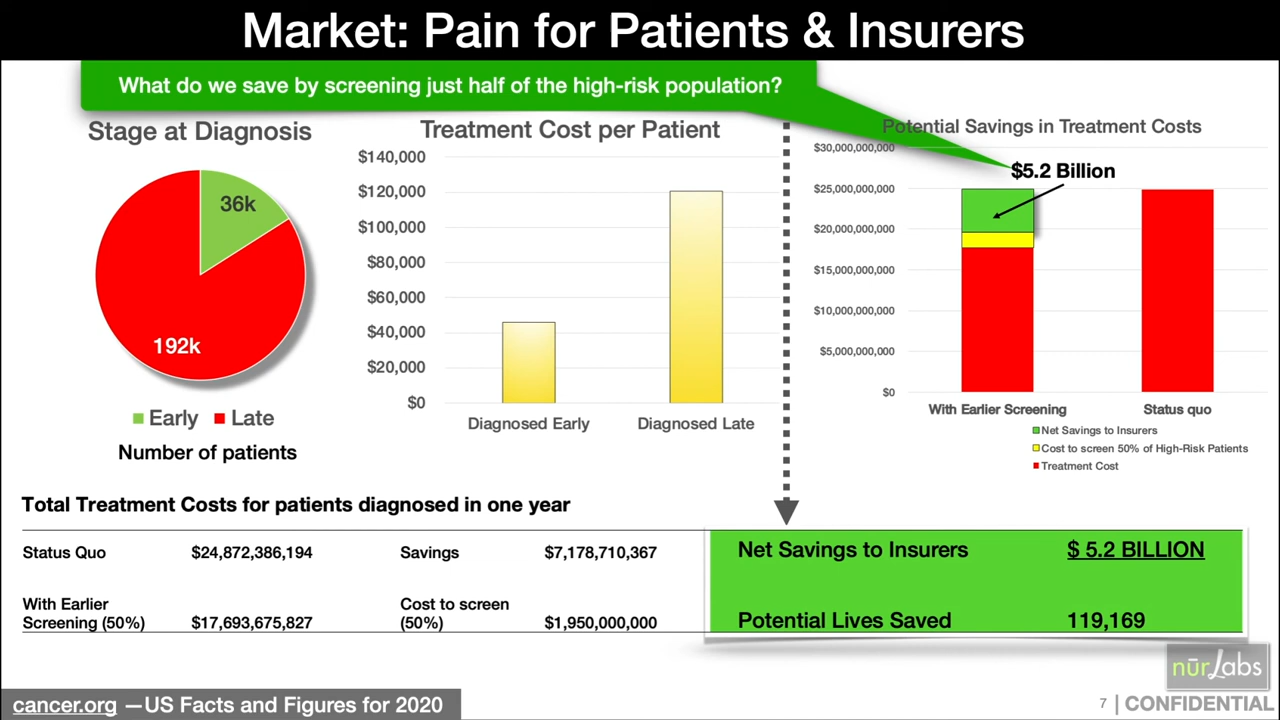 Market: Pain for Patients & Insurers
What do we save by screening just half of the high-risk population?
Stage at Diagnosis
36k
192k
Early Late
Number of patients
Treatment Cost per Patient
$140,000
$120,000
$100,000
$80,000
$60,000
$40,000
$20,000
$0
Diagnosed Early Diagnosed Late
Potential Savings in Treatment Costs
$30,000,000,000
$5.2 Billion
$25,000,000,000
$20,000,000,000
$15,000,000,000
$10,000,000,000
$5,000,000,000
$0
With Earlier Screening Status quo
Net Savings to Insurers
Cost to screen 50% of High-Risk Patients
Treatment Cost
Total Treatment Costs for patients diagnosed in one year
Status Quo $24,872,386,194 Savings $7,178,710,367
With Earlier
Screening (50%) $17,693,675,827
Cost to screen
(50%) $1,950,000,000
Net Savings to Insurers $ 5.2 BILLION
Potential Lives Saved 119,169
nūrLabs
cancer.org —US Facts and Figures for 2020
7 | CONFIDENTIAL